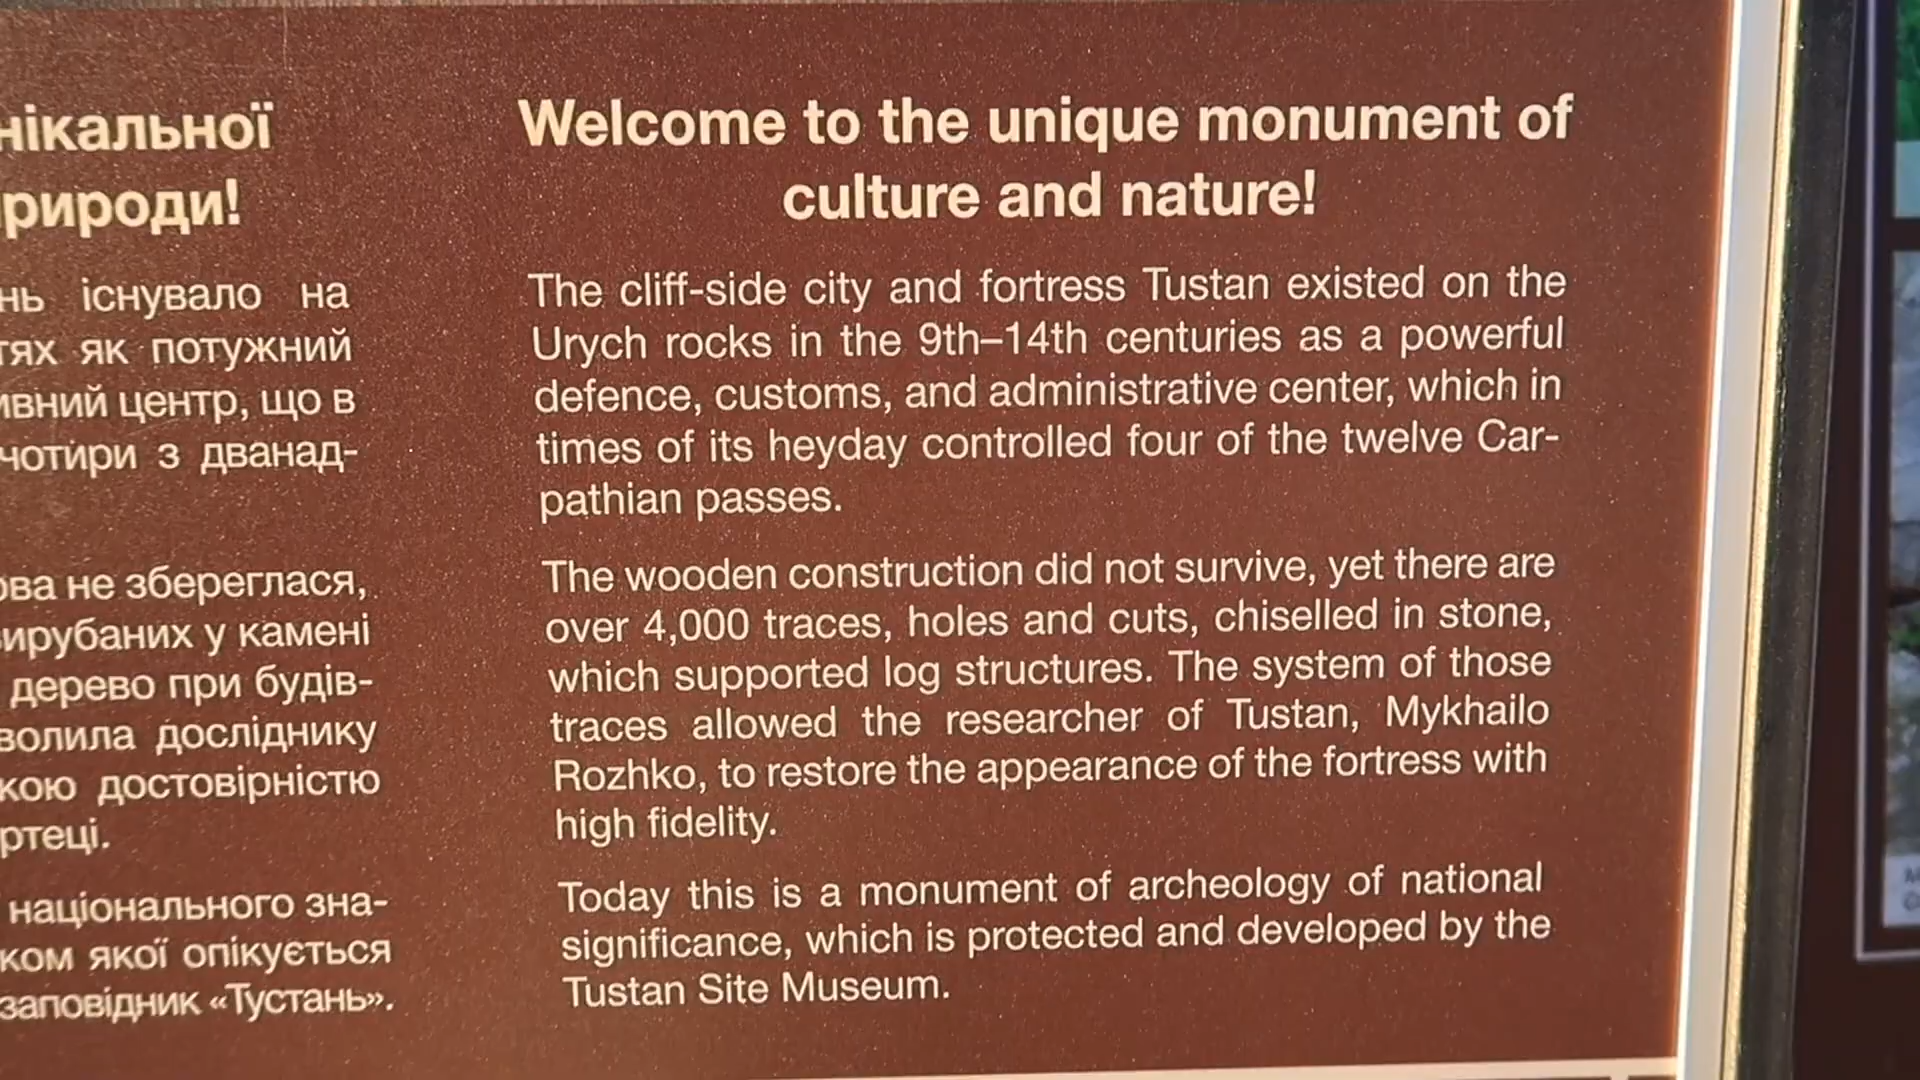 нікальної
природи!
нь існувало на
тях як потужний
ивний центр, що в
чотири з дванад-
ова не збереглася,
вирубаних у камені
дерево при будів-
волила досліднику
кою достовірністю
ртеці.
національного зна-
ком якої опікується
заповідник «Тустань».
Welcome to the unique monument of
culture and nature!
The cliff-side city and fortress Tustan existed on the
Urych rocks in the 9th–14th centuries as a powerful
defence, customs, and administrative center, which in
times of its heyday controlled four of the twelve Car-
pathian passes.
The wooden construction did not survive, yet there are
over 4,000 traces, holes and cuts, chiselled in stone,
which supported log structures. The system of those
traces allowed the researcher of Tustan, Mykhailo
Rozhko, to restore the appearance of the fortress with
high fidelity.
Today this is a monument of archeology of national
significance, which is protected and developed by the
Tustan Site Museum.